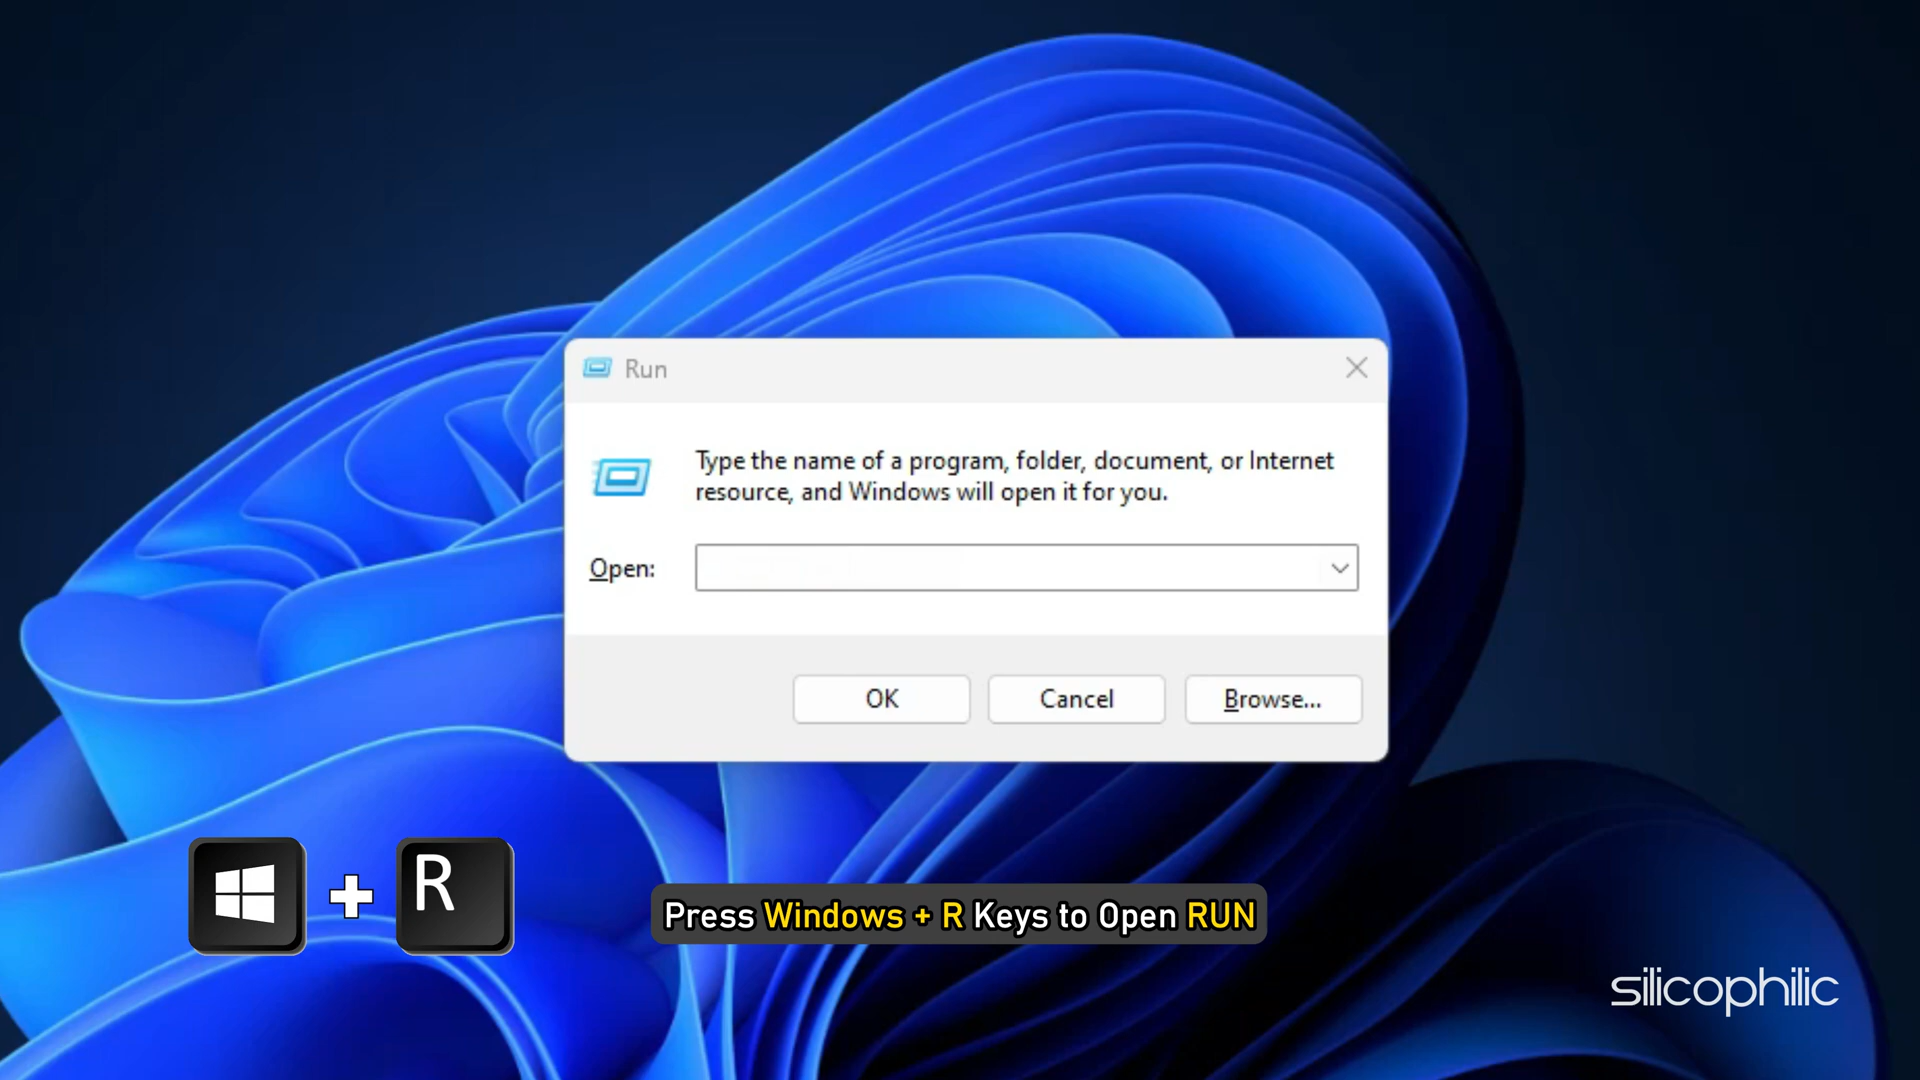 Run
Type the name of a program, folder, document, or Internet
resource, and Windows will open it for you.
Open:
OK
Cancel
Browse...
R
Press Windows + R Keys to Open RUN
silicophilic